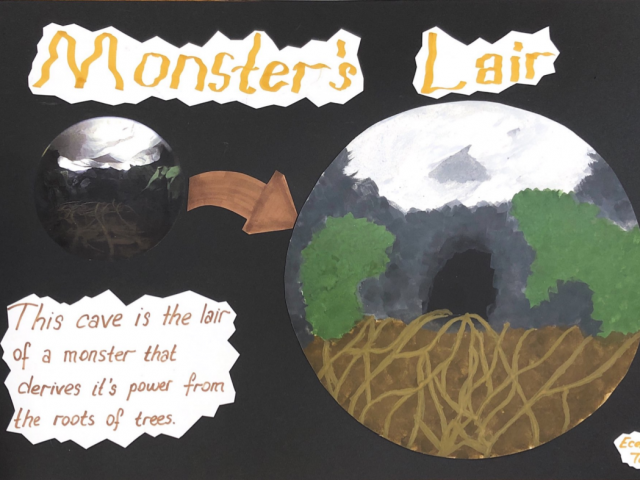 Monster's Lair
This cave is the lair
of a monster that
derives it's power from
the roots of trees.